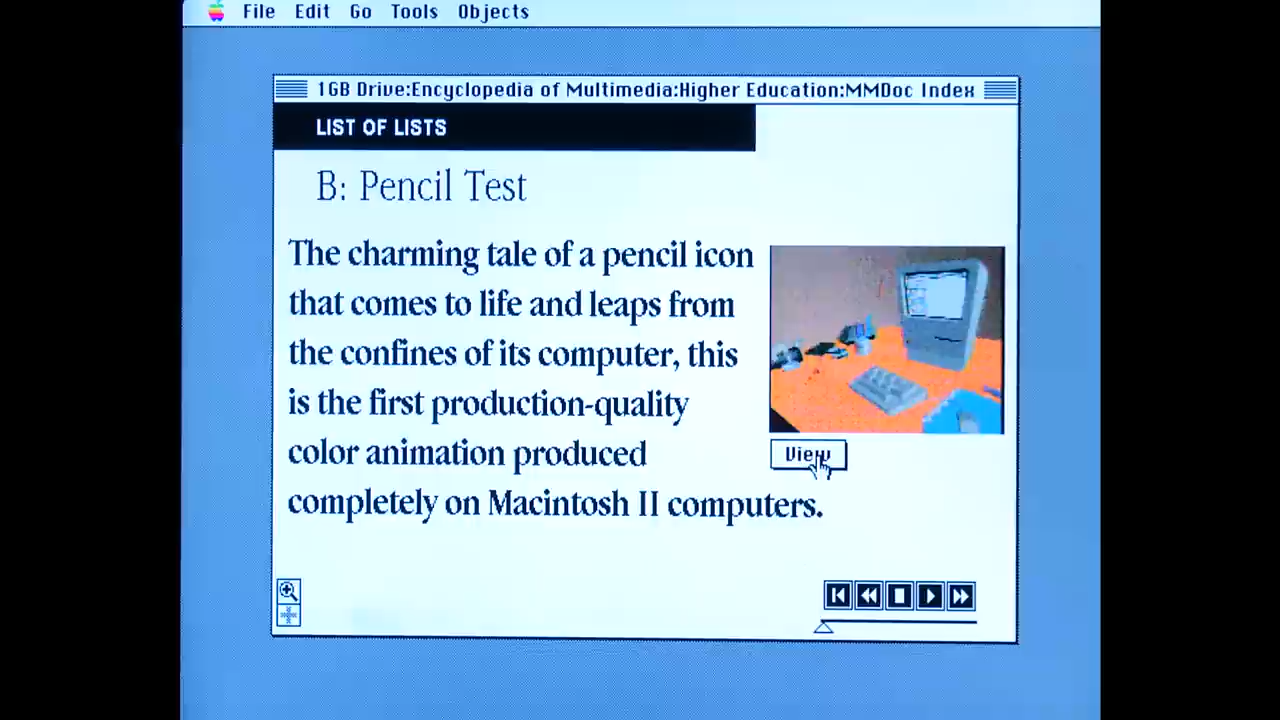 File Edit Go Tools Objects
1GB Drive:Encyclopedia of Multimedia:Higher Education:MMDoc Index
LIST OF LISTS
B: Pencil Test
The charming tale of a pencil icon
that comes to life and leaps from
the confines of its computer, this
is the first production-quality
color animation produced
completely on Macintosh II computers.
View